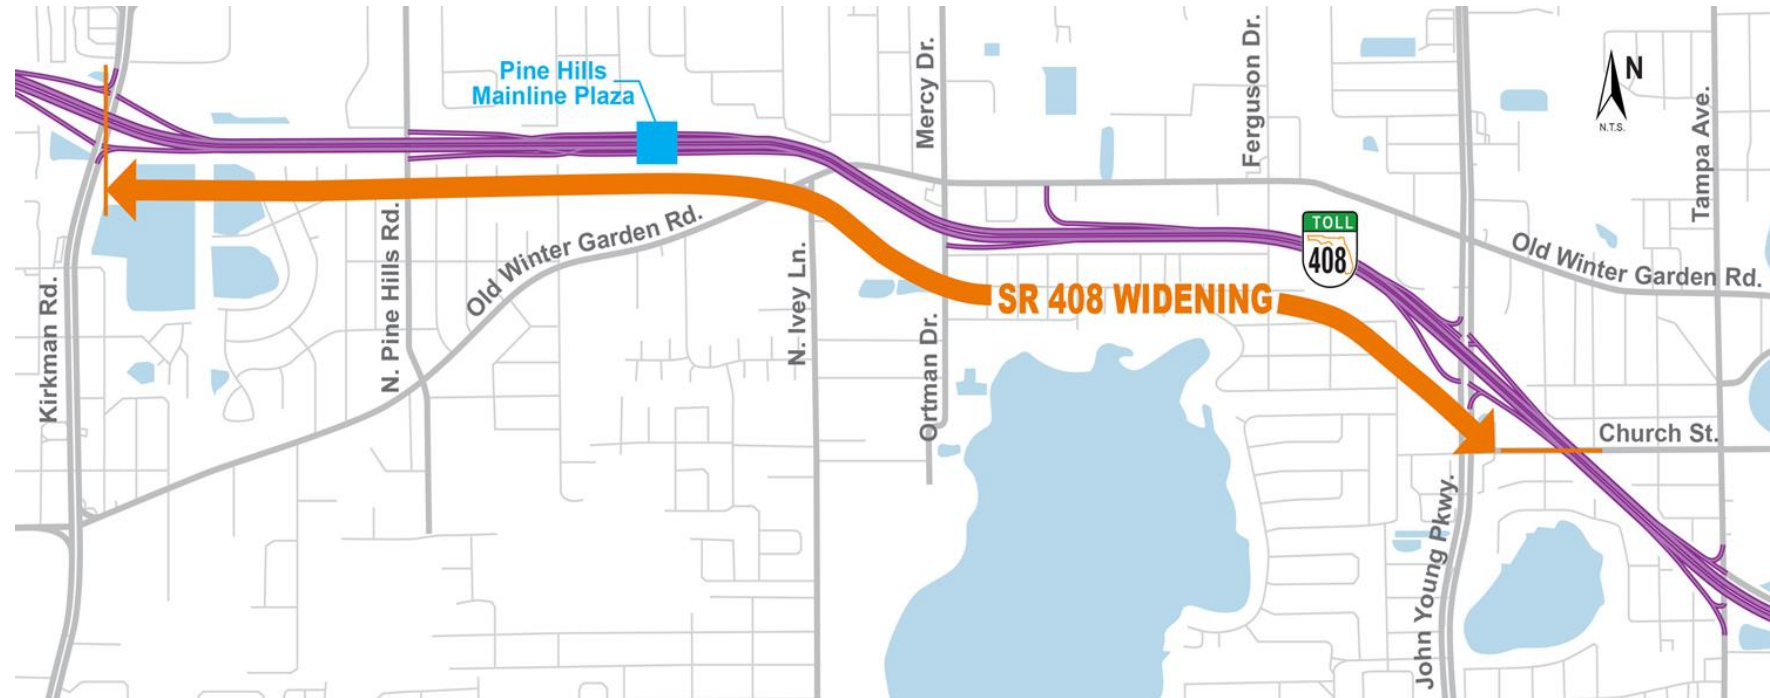 Pine Hills
Mainline Plaza
Mercy Dr.
Ferguson Dr.
N
N.T.S.
Tampa Ave.
Kirkman Rd.
N. Pine Hills Rd.
Old Winter Garden Rd.
N. Ivey Ln.
Ortman Dr.
SR 408 WIDENING
TOLL
408
Old Winter Garden Rd.
Church St.
John Young Pkwy.